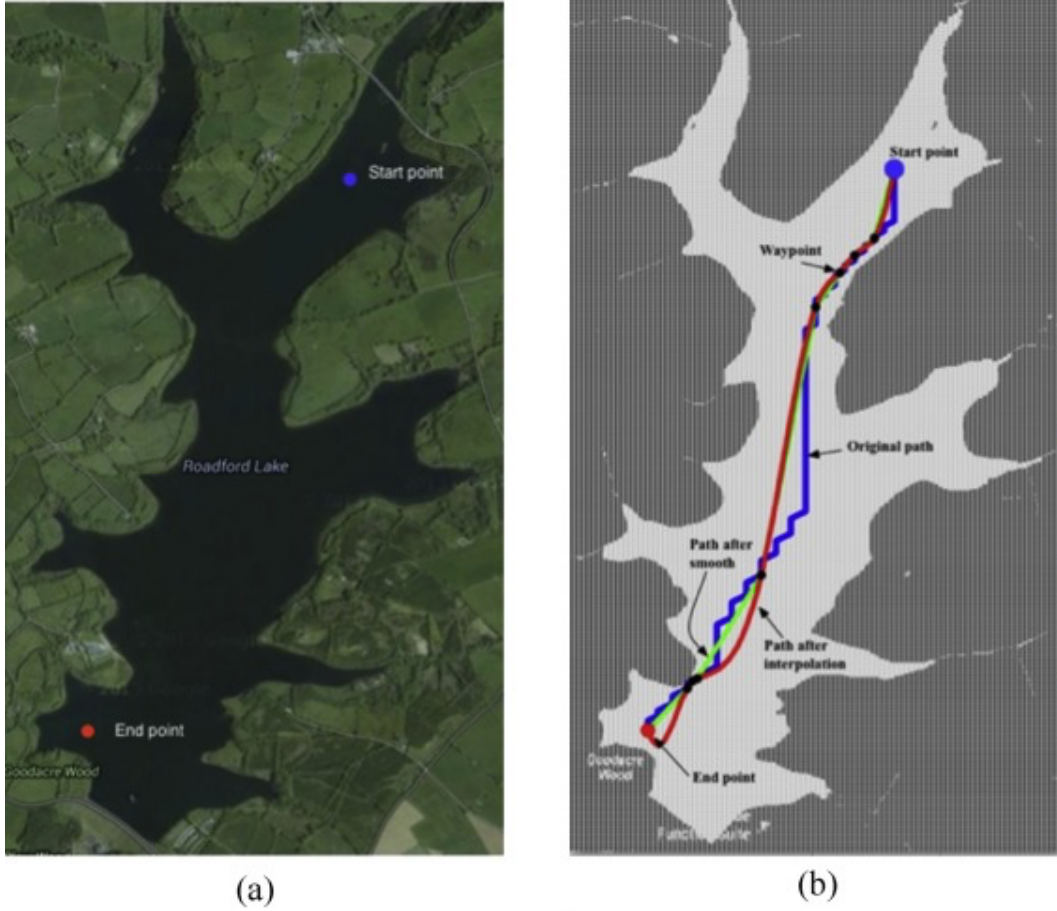 Start point
Roadford Lake
End point
Goodacre Wood
(a)
Start point
Waypoint
Original path
Path after
smooth
Path after
interpolation
Goodacre
Wood
End point
(b)